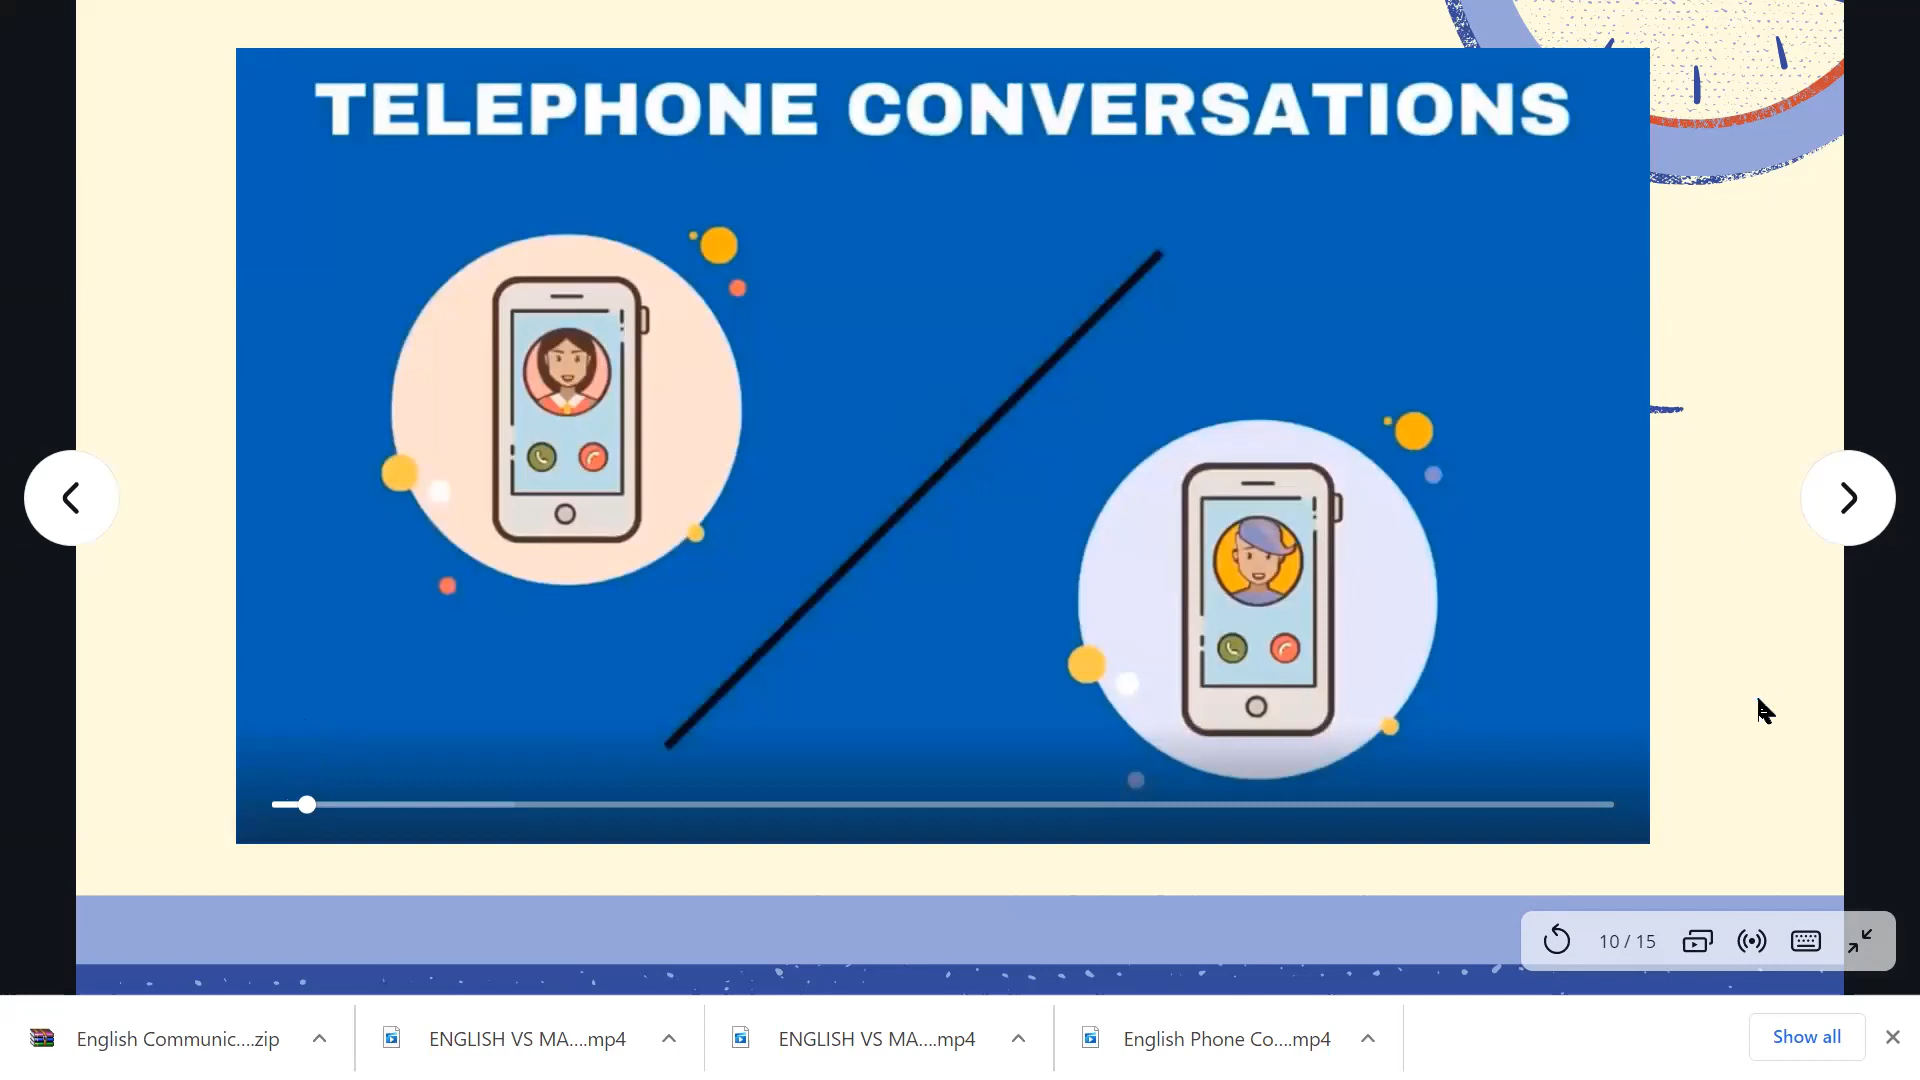 TELEPHONE CONVERSATIONS
10 / 15
English Communic....zip
ENGLISH VS MA....mp4
ENGLISH VS MA....mp4
English Phone Co....mp4
Show all